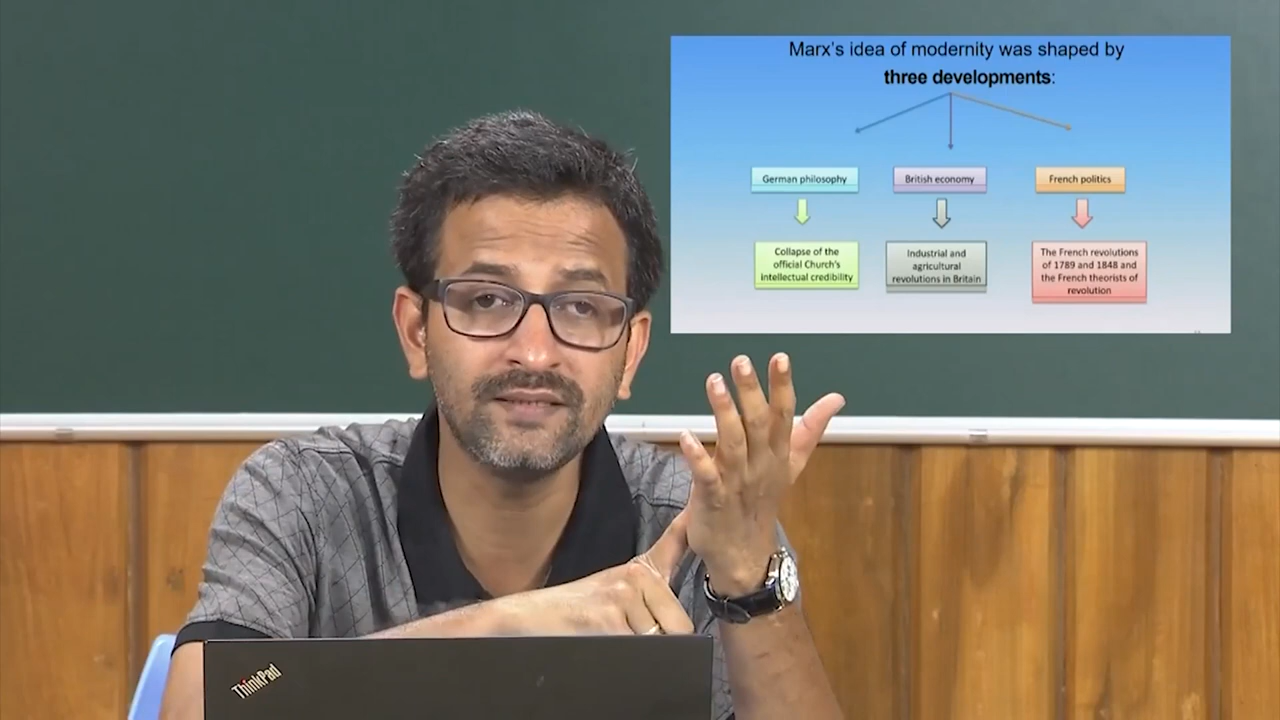 Marx's idea of modernity was shaped by
three developments:
German philosophy
British economy
French politics
Collapse of the
official Church's
intellectual credibility
Industrial and
agricultural
revolutions in Britain
The French revolutions
of 1789 and 1848 and
the French theorists of
revolution
ThinkPad